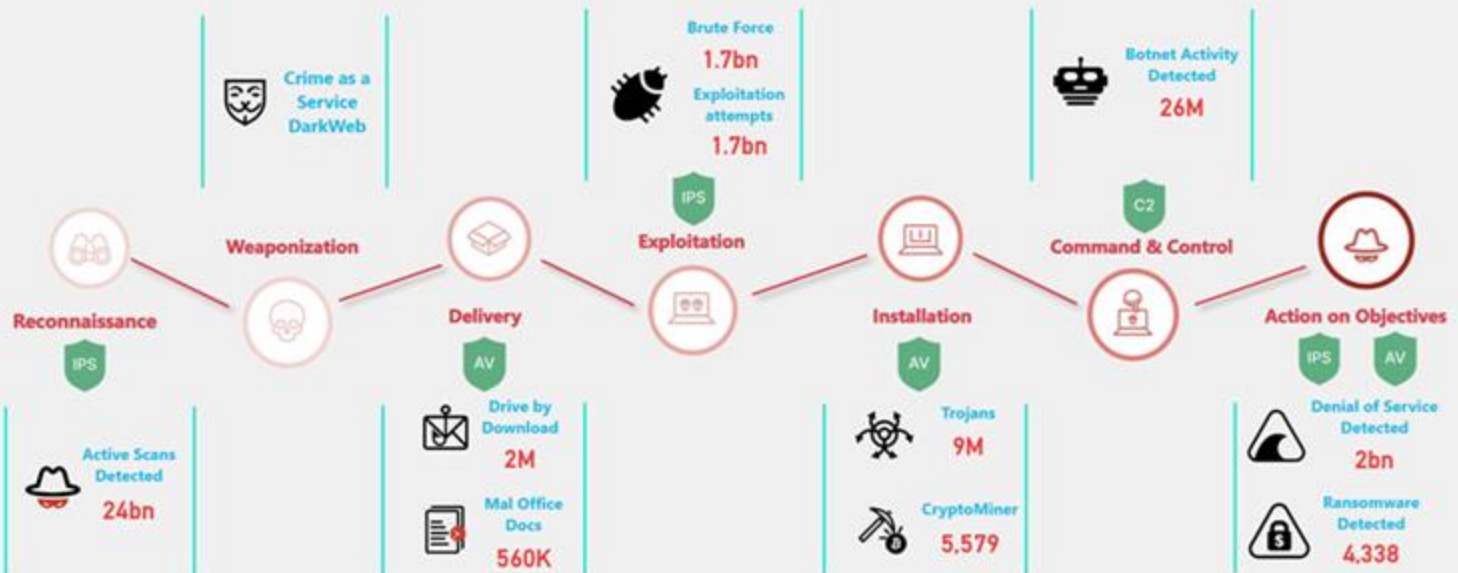 Reconnaissance
IPS
Active Scans
Detected
24bn
Crime as a
Service
DarkWeb
Weaponization
Delivery
AV
Drive by
Download
2M
Mal Office
Docs
560K
Brute Force
1.7bn
Exploitation
attempts
1.7bn
IPS
Exploitation
Installation
AV
Trojans
9M
CryptoMiner
5,579
Botnet Activity
Detected
26M
C2
Command & Control
Action on Objectives
IPS
AV
Denial of Service
Detected
2bn
Ransomware
Detected
4,338